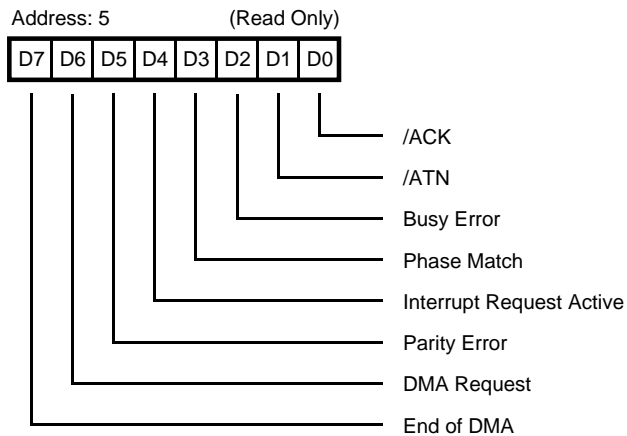 Address: 5 (Read Only)
D7 D6 D5 D4 D3 D2 D1 D0
/ACK
/ATN
Busy Error
Phase Match
Interrupt Request Active
Parity Error
DMA Request
End of DMA